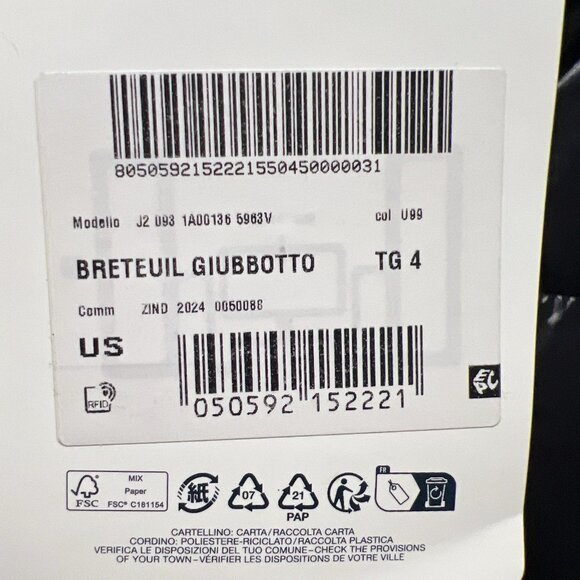 8050592152221550450000031
Modello J2 093 1A00136 5963V col U99
BRETEUIL GIUBBOTTO TG 4
Comm ZIND 2024 0050088
US
RFID
050592 152221
EPC
FSC
MIX
Paper
FSC® C181154
紙
07
21
PAP
FR
CARTELLINO: CARTA/RACCOLTA CARTA
CORDINO: POLIESTERE-RICICLATO/RACCOLTA PLASTICA
VERIFICA LE DISPOSIZIONI DEL TUO COMUNE-CHECK THE PROVISIONS
OF YOUR TOWN-VÉRIFIER LES DISPOSITIONS DE VOTRE VILLE